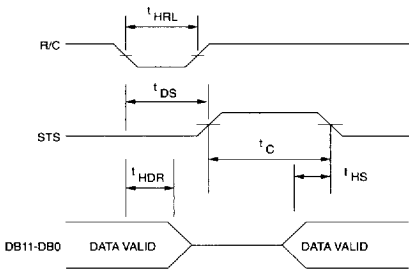 t HRL
R/C
t DS
STS
t C
t HDR
t HS
DB11-DB0
DATA VALID
DATA VALID